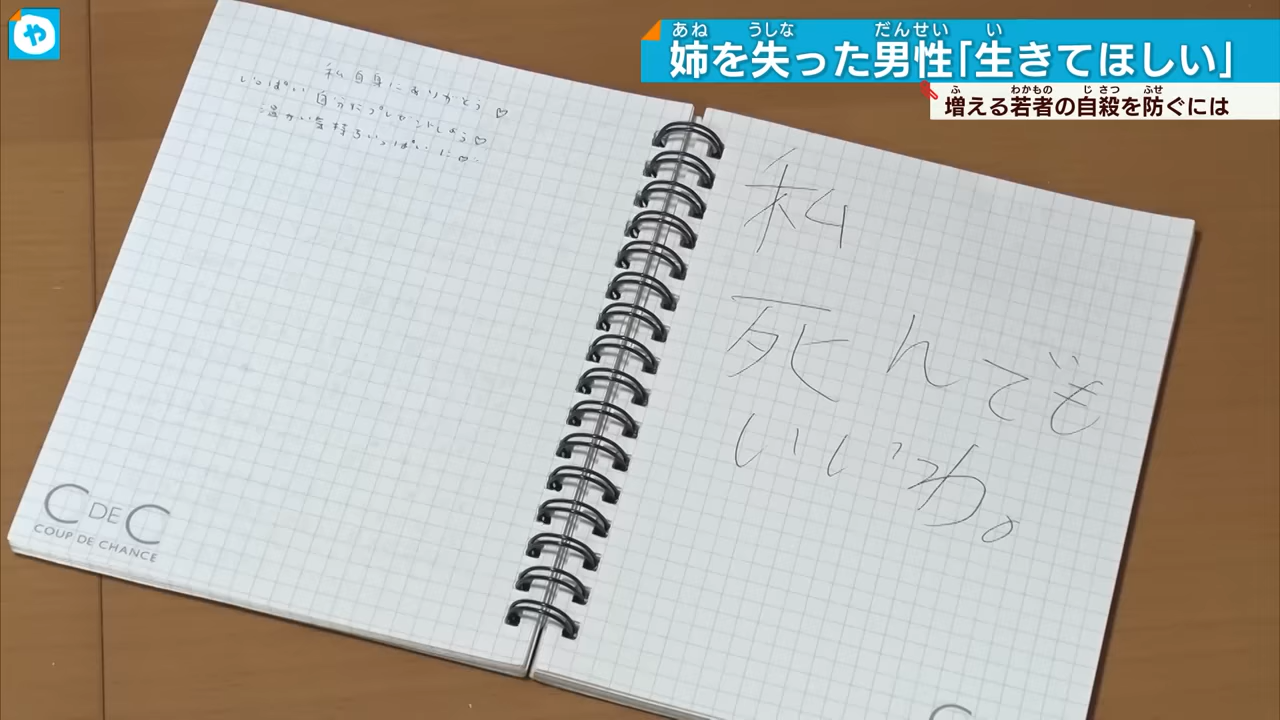 や
あね うしな だんせい い
姉を失った男性「生きてほしい」
ふ わかもの じさつ ふせ
増える若者の自殺を防ぐには
私自身にありがとう♡
いっぱい自分にプレゼントしよう♡
温かい気持ちいっぱいに♡
C DE C
COUP DE CHANCE
私
死んでも
いいわ。